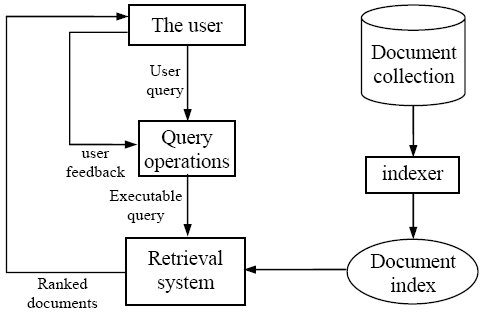 The user
Document
collection
User
query
user
feedback
Query
operations
indexer
Executable
query
Retrieval
system
Document
index
Ranked
documents